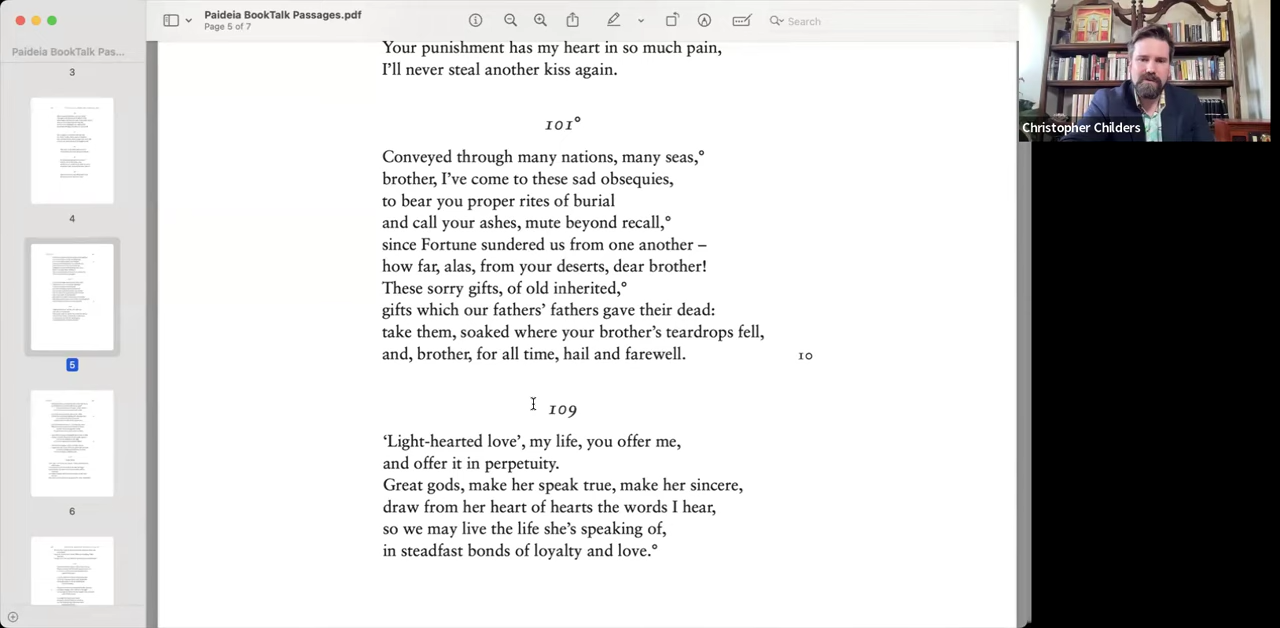 Paideia BookTalk Passages.pdf
Page 5 of 7
Search
Paideia BookTalk Pas...
3
4
5
6
Your punishment has my heart in so much pain,
I'll never steal another kiss again.
101°
Conveyed through many nations, many seas,°
brother, I've come to these sad obsequies,
to bear you proper rites of burial
and call your ashes, mute beyond recall,°
since Fortune sundered us from one another –
how far, alas, from your deserts, dear brother!
These sorry gifts, of old inherited,°
gifts which our fathers' fathers gave their dead:
take them, soaked where your brother's teardrops fell,
and, brother, for all time, hail and farewell.
10
109
‘Light-hearted love’, my life, you offer me,
and offer it in perpetuity.
Great gods, make her speak true, make her sincere,
draw from her heart of hearts the words I hear,
so we may live the life she's speaking of,
in steadfast bonds of loyalty and love.°
Christopher Childers